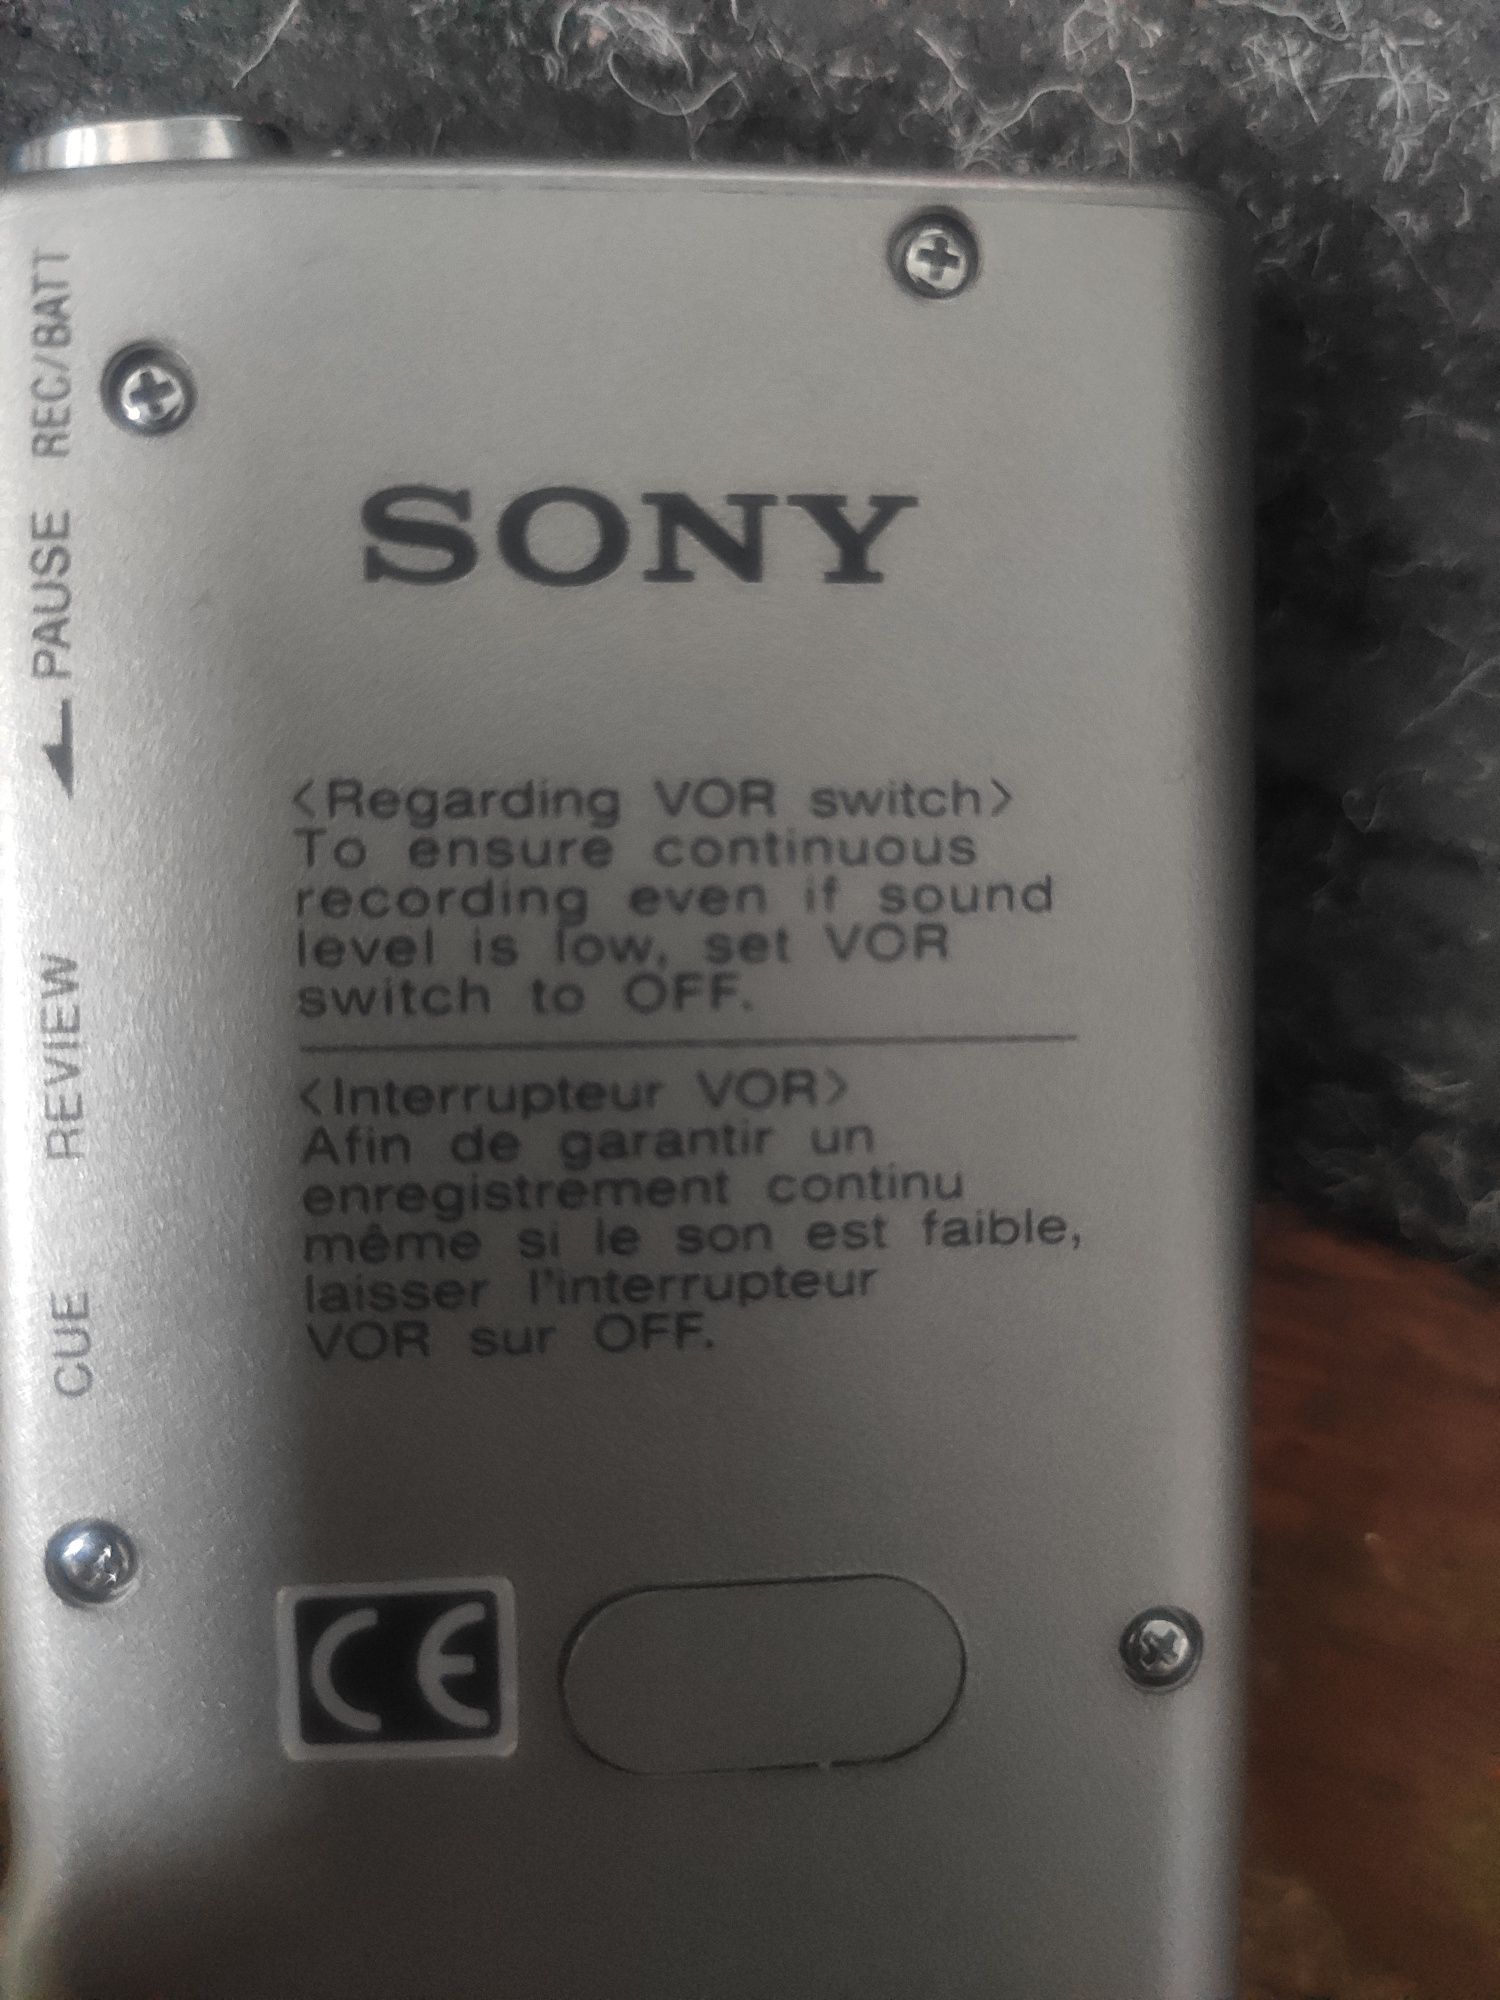 REC/BATT
PAUSE
REVIEW
CUE
SONY
<Regarding VOR switch>
To ensure continuous
recording even if sound
level is low, set VOR
switch to OFF.
<Interrupteur VOR>
Afin de garantir un
enregistrement continu
même si le son est faible,
laisser l'interrupteur
VOR sur OFF.
CE